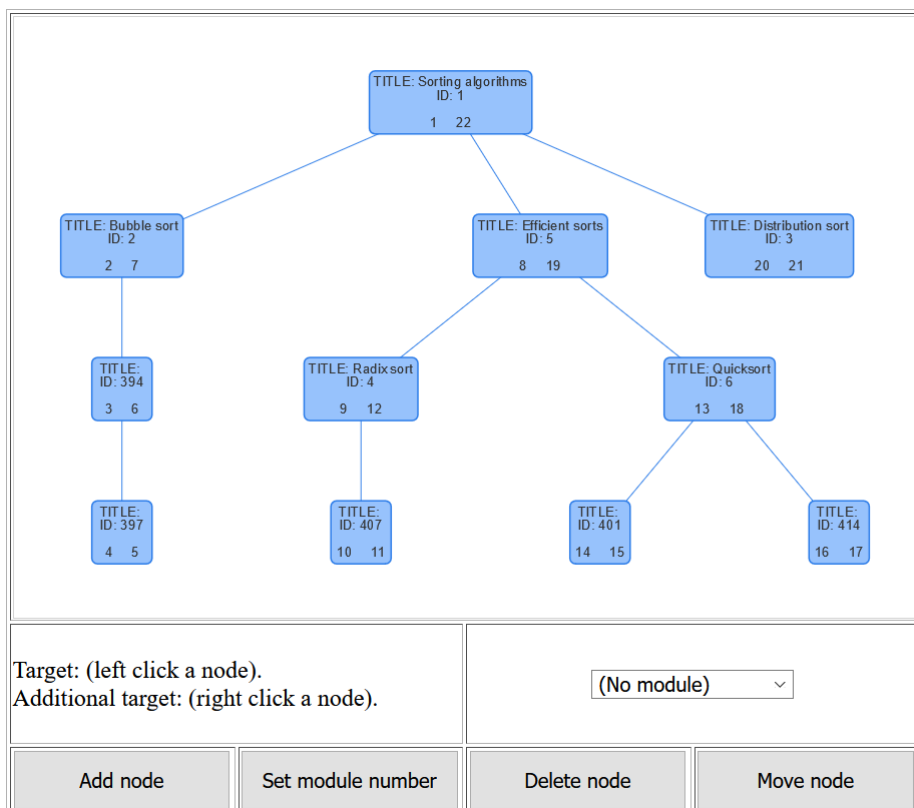 TITLE: Sorting algorithms
ID: 1
1 22
TITLE: Bubble sort
ID: 2
2 7
TITLE: Efficient sorts
ID: 5
8 19
TITLE: Distribution sort
ID: 3
20 21
TITLE:
ID: 394
3 6
TITLE: Radix sort
ID: 4
9 12
TITLE: Quicksort
ID: 6
13 18
TITLE:
ID: 397
4 5
TITLE:
ID: 407
10 11
TITLE:
ID: 401
14 15
TITLE:
ID: 414
16 17
Target: (left click a node).
Additional target: (right click a node).
(No module)
Add node
Set module number
Delete node
Move node